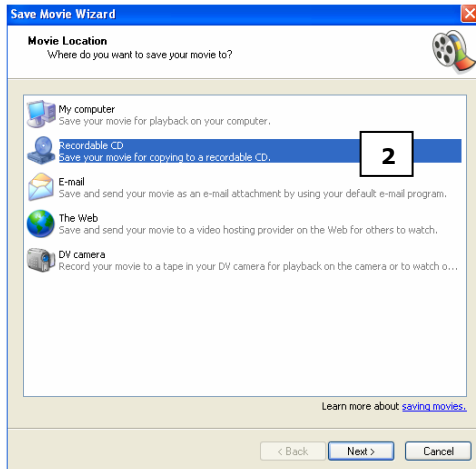 Save Movie Wizard
Movie Location
Where do you want to save your movie to?
My computer
Save your movie for playback on your computer.
Recordable CD
Save your movie for copying to a recordable CD.
2
E-mail
Save and send your movie as an e-mail attachment by using your default e-mail program.
The Web
Save and send your movie to a video hosting provider on the Web for others to watch.
DV camera
Record your movie to a tape in your DV camera for playback on the camera or to watch o...
Learn more about saving movies.
< Back Next > Cancel